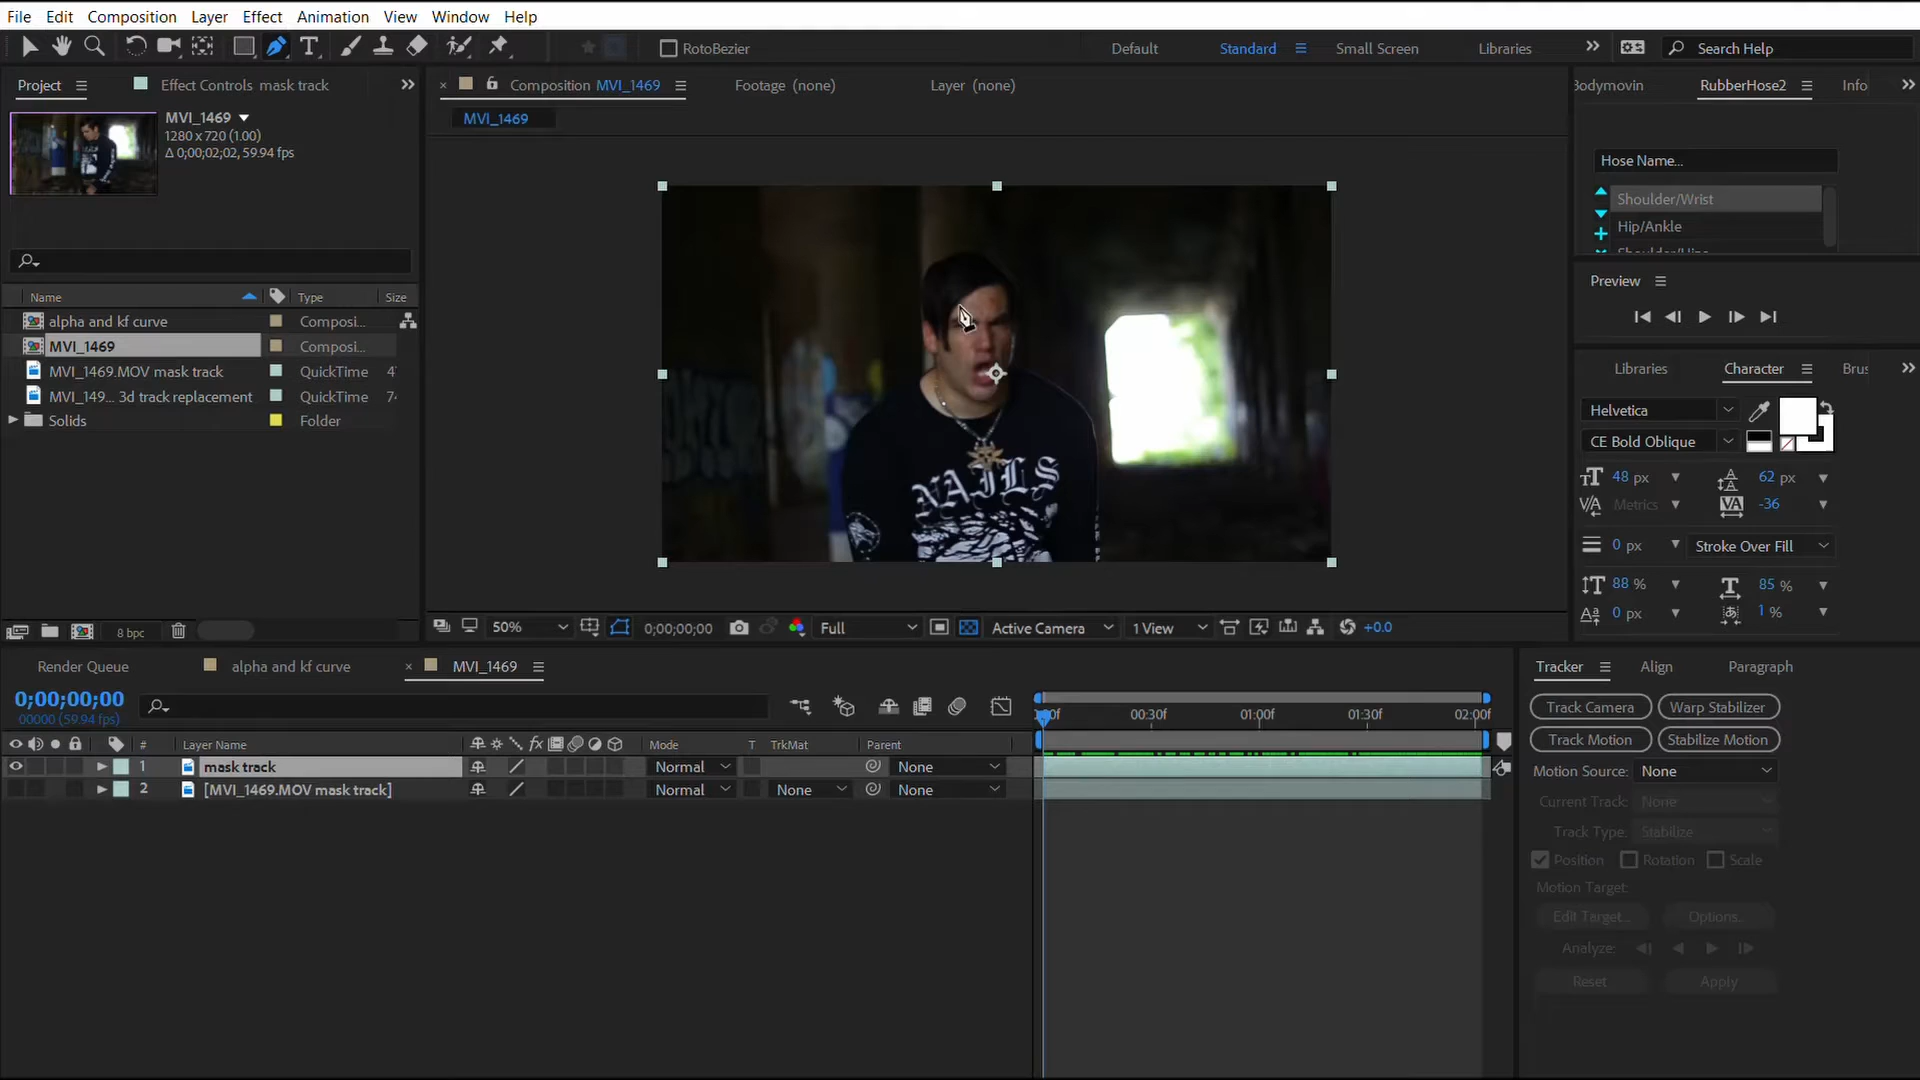 File Edit Composition Layer Effect Animation View Window Help
RotoBezier Default Standard Small Screen Libraries Search Help
Project Effect Controls mask track
MVI_1469
1280 x 720 (1.00)
Δ 0;00;02;02, 59.94 fps
Name Type Size
alpha and kf curve Composi...
MVI_1469 Composi...
MVI_1469.MOV mask track QuickTime
MVI_149... 3d track replacement QuickTime
Solids Folder
8 bpc
Composition MVI_1469 Footage (none) Layer (none)
MVI_1469
NAILS
50% 0;00;00;00 Full Active Camera 1 View +0.0
Bodymovin RubberHose2 Info
Hose Name...
Shoulder/Wrist
Hip/Ankle
Preview
Libraries Character Brus
Helvetica
CE Bold Oblique
48 px 62 px
Metrics -36
0 px Stroke Over Fill
88 % 85 %
0 px 1 %
Render Queue alpha and kf curve MVI_1469
0;00;00;00
00000 (59.94 fps)
00:30f 01:00f 01:30f 02:00f
# Layer Name Mode T TrkMat Parent
1 mask track Normal None
2 [MVI_1469.MOV mask track] Normal None None
Tracker Align Paragraph
Track Camera Warp Stabilizer
Track Motion Stabilize Motion
Motion Source: None
Current Track: None
Track Type: Stabilize
Position Rotation Scale
Motion Target:
Edit Target... Options...
Analyze:
Reset Apply